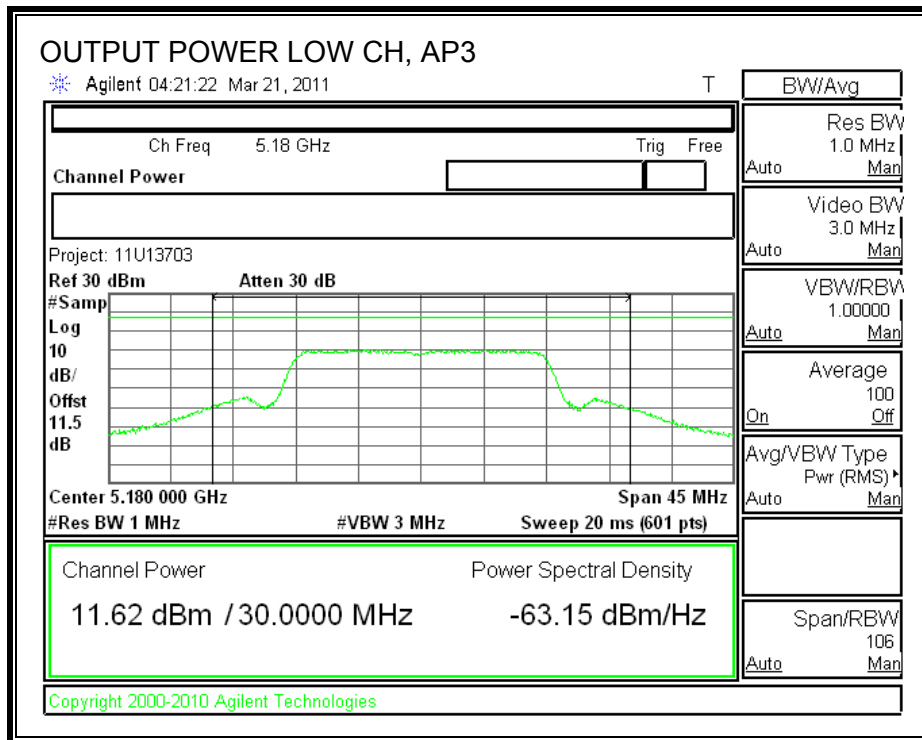 OUTPUT POWER LOW CH, AP3
Agilent 04:21:22 Mar 21, 2011 T
Ch Freq 5.18 GHz Trig Free
Channel Power
Project: 11U13703
Ref 30 dBm Atten 30 dB
#Samp
Log
10
dB/
Offst
11.5
dB
Center 5.180 000 GHz Span 45 MHz
#Res BW 1 MHz #VBW 3 MHz Sweep 20 ms (601 pts)
Channel Power Power Spectral Density
11.62 dBm / 30.0000 MHz -63.15 dBm/Hz
Copyright 2000-2010 Agilent Technologies
BW/Avg
Res BW
1.0 MHz
Auto Man
Video BW
3.0 MHz
Auto Man
VBW/RBW
1.00000
Auto Man
Average
100
On Off
Avg/VBW Type
Pwr (RMS)
Auto Man
Span/RBW
106
Auto Man